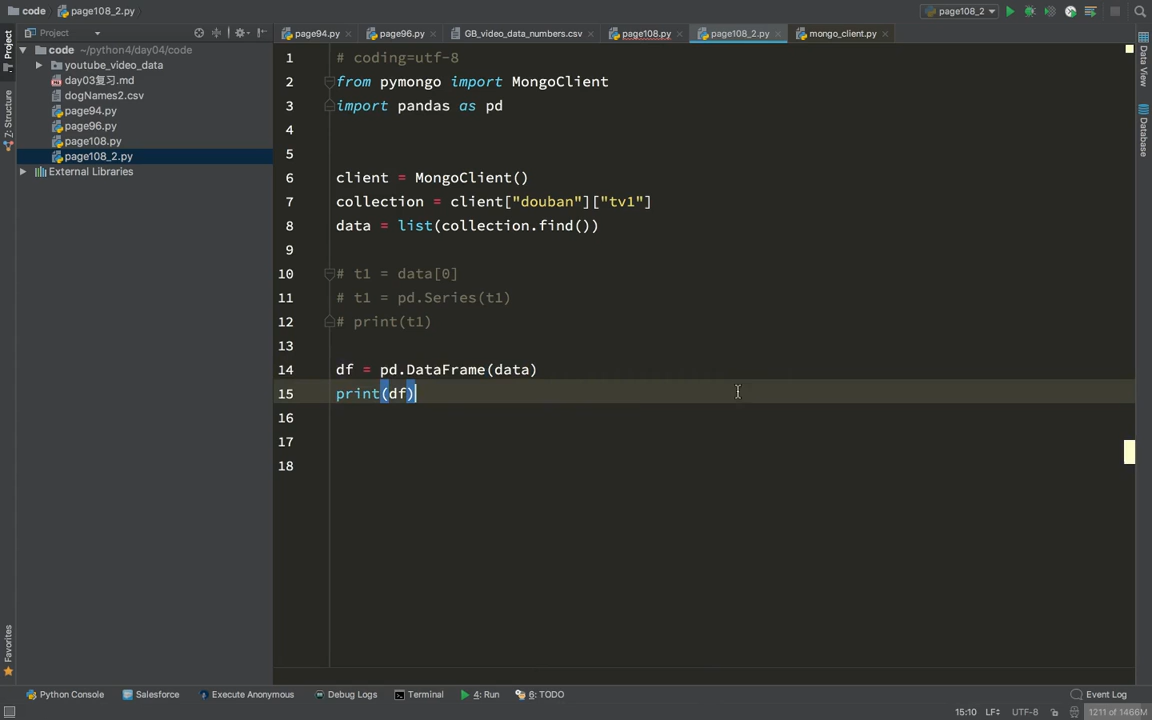 code
page108_2.py
page108_2
Project
page94.py
page96.py
GB_video_data_numbers.csv
page108.py
page108_2.py
mongo_client.py
code ~/python4/day04/code
youtube_video_data
day03复习.md
dogNames2.csv
page94.py
page96.py
page108.py
page108_2.py
External Libraries
Project
Z: Structure
Favorites
Data View
Database
1 # coding=utf-8
2 from pymongo import MongoClient
3 import pandas as pd
4
5
6 client = MongoClient()
7 collection = client["douban"]["tv1"]
8 data = list(collection.find())
9
10 # t1 = data[0]
11 # t1 = pd.Series(t1)
12 # print(t1)
13
14 df = pd.DataFrame(data)
15 print(df)
16
17
18
Python Console
Salesforce
Execute Anonymous
Debug Logs
Terminal
4: Run
6: TODO
Event Log
15:10 LF÷ UTF-8 1211 of 1466M